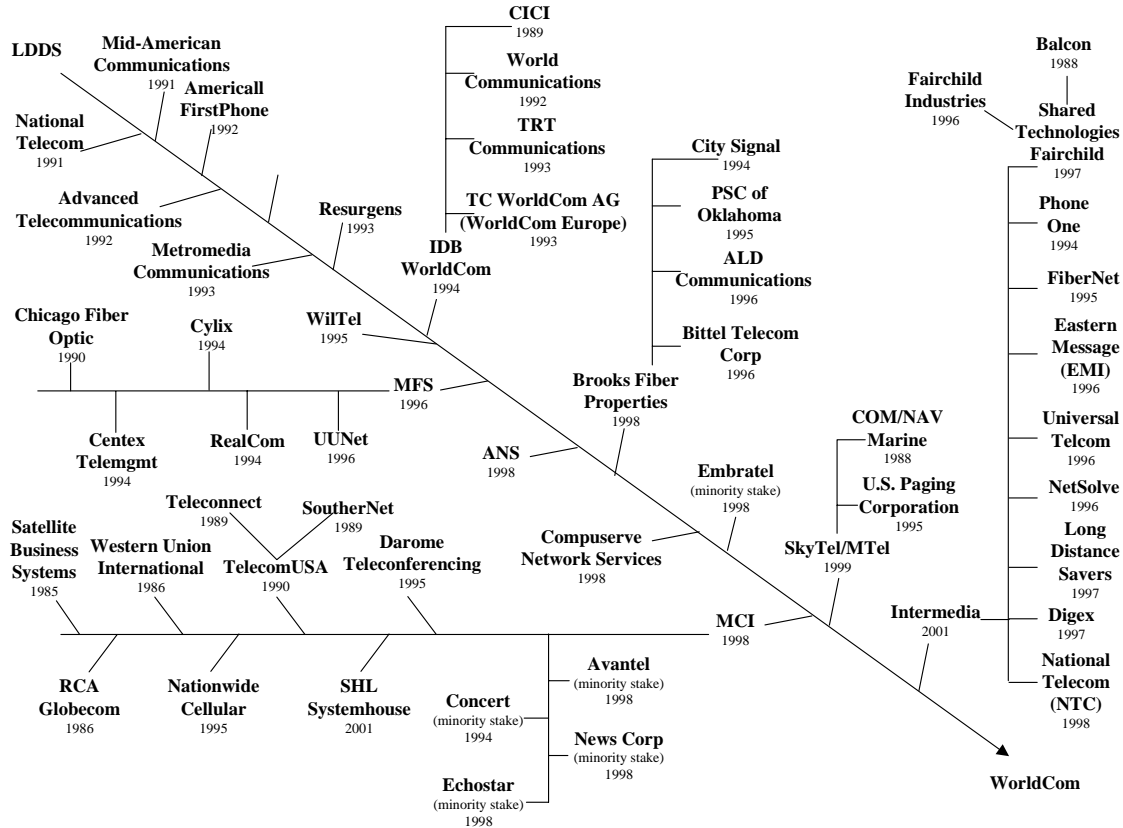 LDDS
Mid-American
Communications
1991
Americall
FirstPhone
1992
National
Telecom
1991
Advanced
Telecommunications
1992
Metromedia
Communications
1993
Resurgens
1993
CICI
1989
World
Communications
1992
TRT
Communications
1993
TC WorldCom AG
(WorldCom Europe)
1993
IDB
WorldCom
1994
WilTel
1995
Chicago Fiber
Optic
1990
Cylix
1994
MFS
1996
Centex
Telemgmt
1994
RealCom
1994
UUNet
1996
City Signal
1994
PSC of
Oklahoma
1995
ALD
Communications
1996
Bittel Telecom
Corp
1996
Brooks Fiber
Properties
1998
ANS
1998
Compuserve
Network Services
1998
Embratel
(minority stake)
1998
COM/NAV
Marine
1988
U.S. Paging
Corporation
1995
SkyTel/MTel
1999
Teleconnect
1989
SoutherNet
1989
Satellite
Business
Systems
1985
Western Union
International
1986
TelecomUSA
1990
Darome
Teleconferencing
1995
MCI
1998
RCA
Globecom
1986
Nationwide
Cellular
1995
SHL
Systemhouse
2001
Avantel
(minority stake)
1998
Concert
(minority stake)
1994
News Corp
(minority stake)
1998
Echostar
(minority stake)
1998
Balcon
1988
Fairchild
Industries
1996
Shared
Technologies
Fairchild
1997
Phone
One
1994
FiberNet
1995
Eastern
Message
(EMI)
1996
Universal
Telcom
1996
NetSolve
1996
Long
Distance
Savers
1997
Intermedia
2001
Digex
1997
National
Telecom
(NTC)
1998
WorldCom